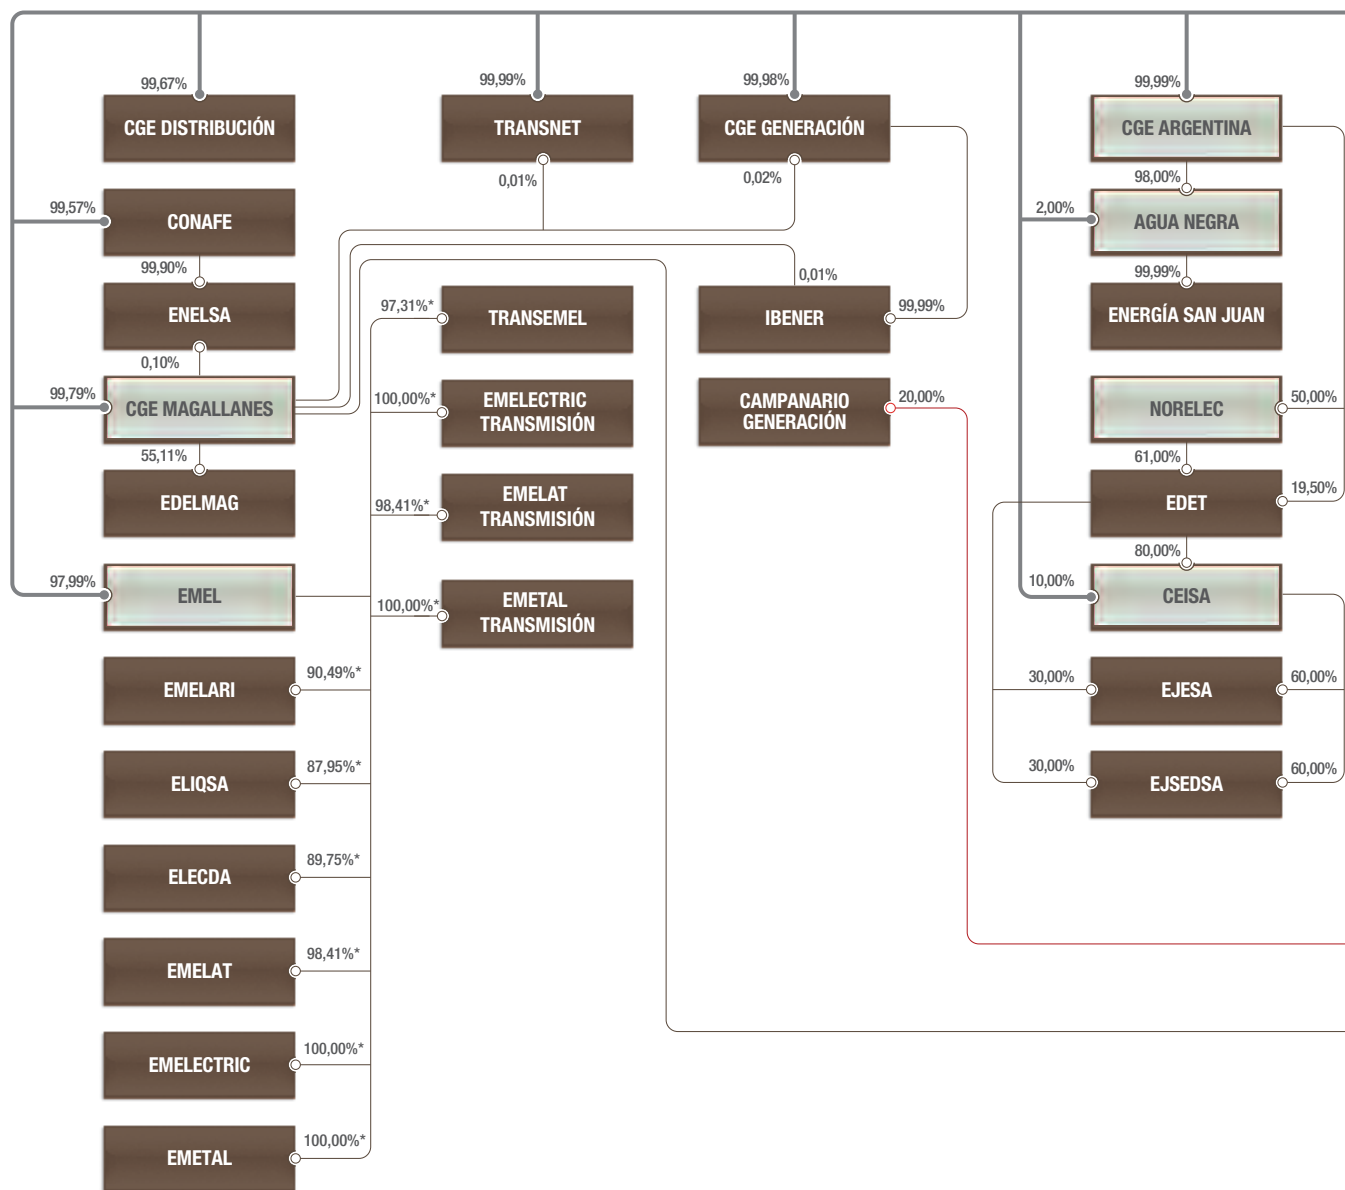 99,67%
99,99%
99,98%
99,99%
CGE DISTRIBUCIÓN
TRANSNET
CGE GENERACIÓN
CGE ARGENTINA
0,01%
0,02%
98,00%
99,57%
CONAFE
2,00%
AGUA NEGRA
99,90%
0,01%
99,99%
ENELSA
97,31%*
TRANSEMEL
IBENER
99,99%
ENERGÍA SAN JUAN
0,10%
99,79%
CGE MAGALLANES
100,00%*
EMELECTRIC
TRANSMISIÓN
CAMPANARIO
GENERACIÓN
20,00%
NORELEC
50,00%
55,11%
61,00%
EDELMAG
98,41%*
EMELAT
TRANSMISIÓN
EDET
19,50%
80,00%
97,99%
EMEL
100,00%*
EMETAL
TRANSMISIÓN
10,00%
CEISA
EMELARI
90,49%*
30,00%
EJESA
60,00%
ELIQSA
87,95%*
30,00%
EJSEDSA
60,00%
ELECDA
89,75%*
EMELAT
98,41%*
EMELECTRIC
100,00%*
EMETAL
100,00%*